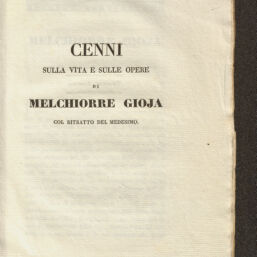 CENNI
SULLA VITA E SULLE OPERE
DI
MELCHIORRE GIOJA
COL RITRATTO DEL MEDESIMO.